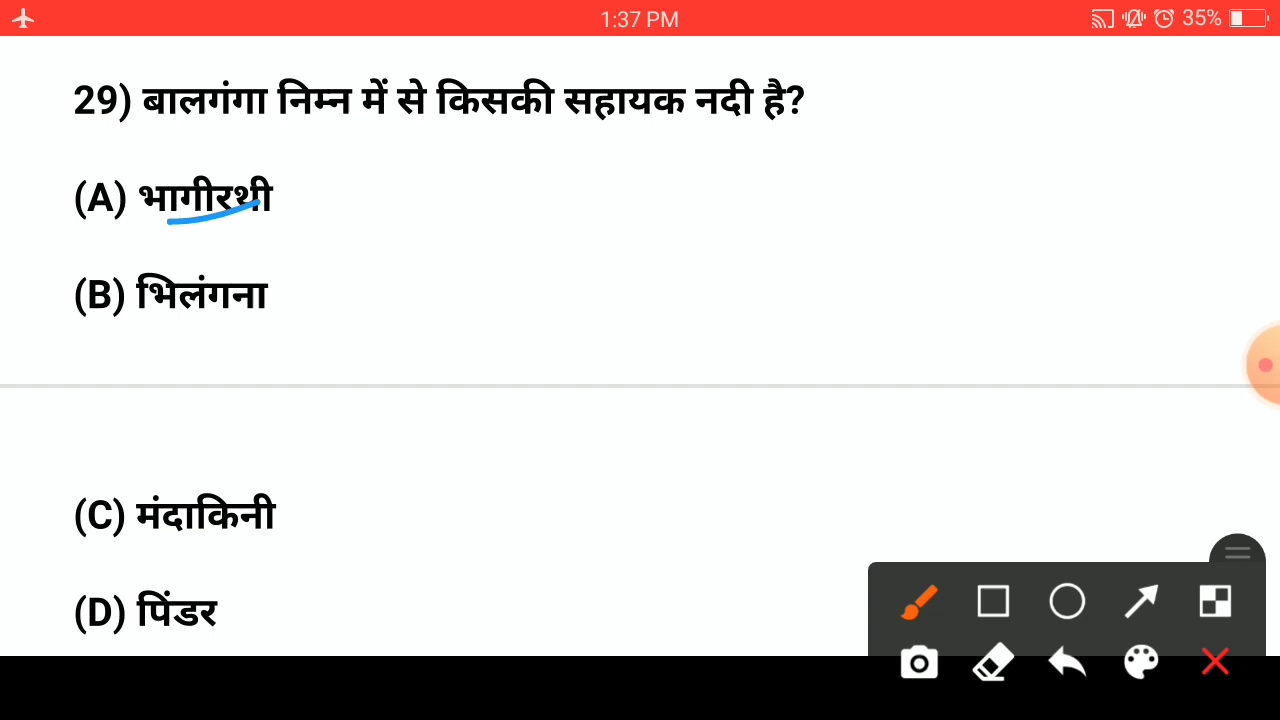 1:37 PM
35%
29) बालगंगा निम्न में से किसकी सहायक नदी है?
(A) भागीरथी
(B) भिलंगना
(C) मंदाकिनी
(D) पिंडर